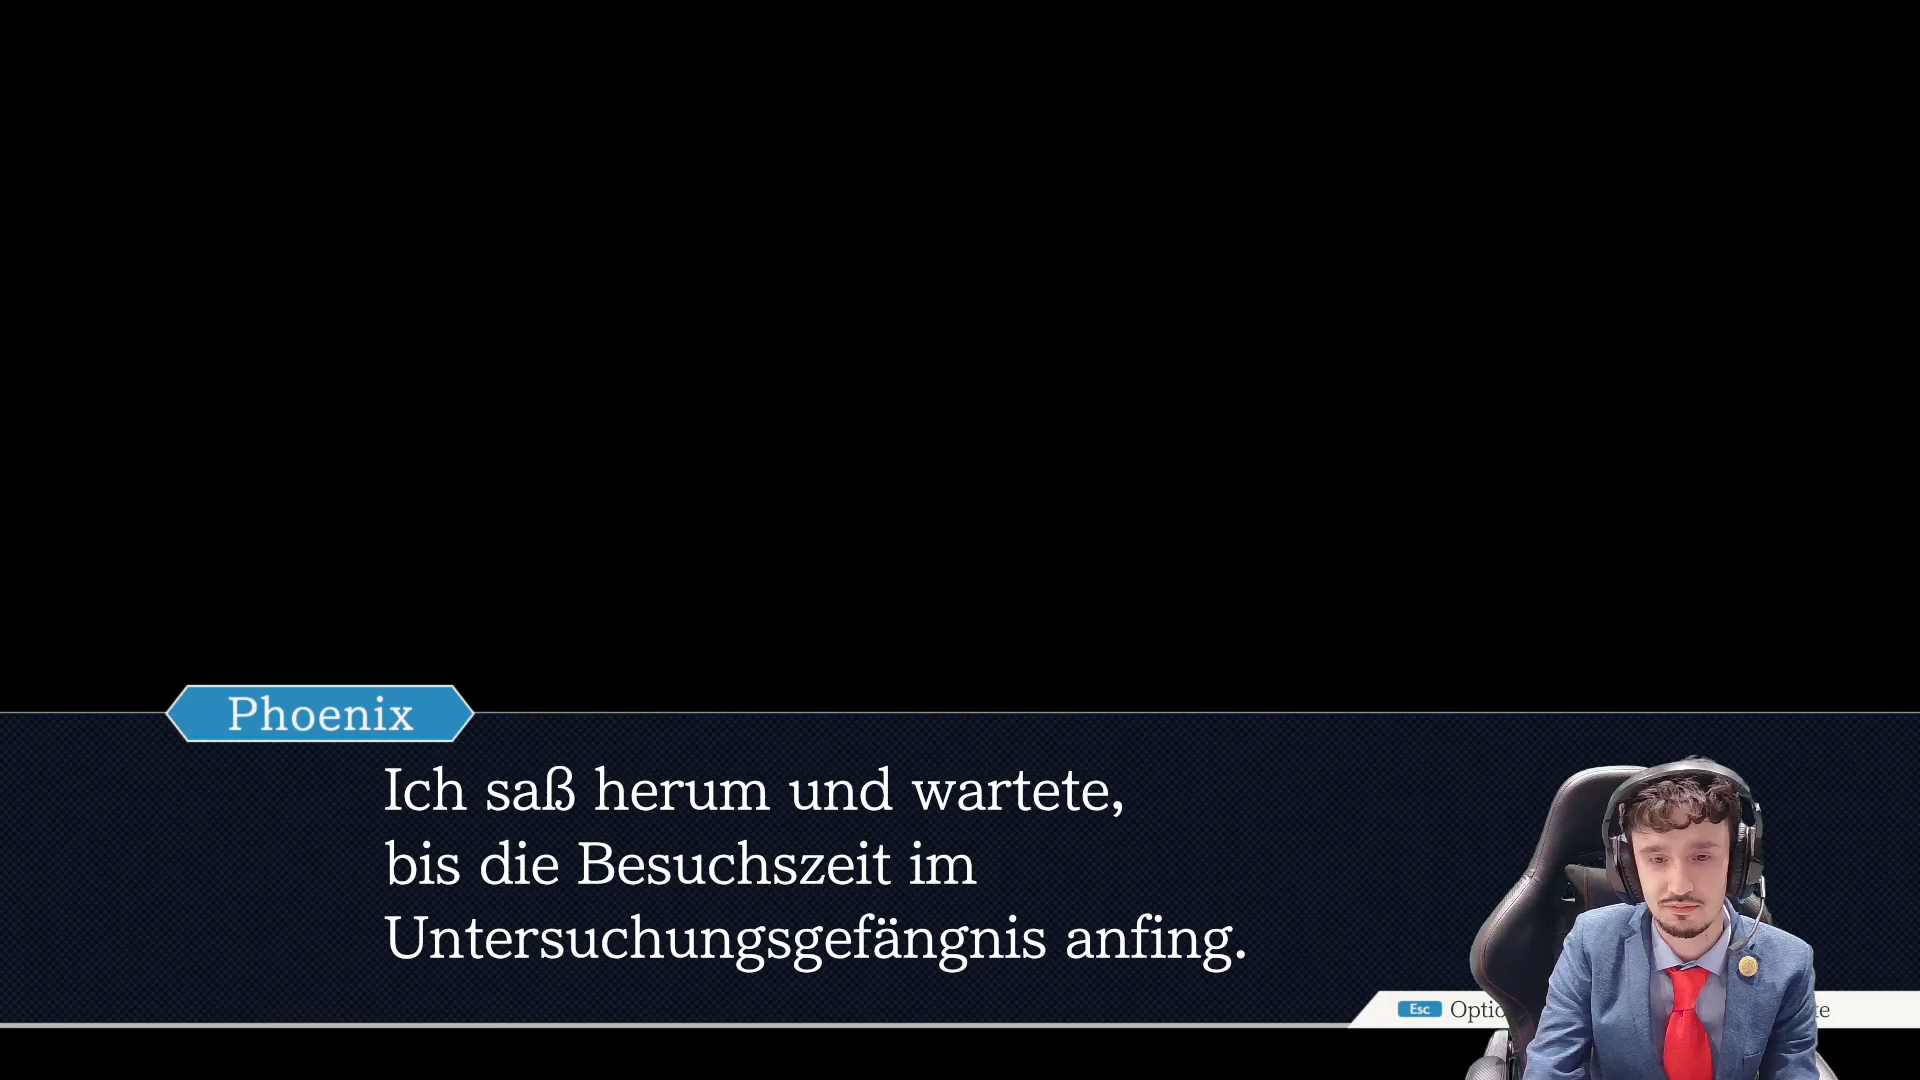 Phoenix
Ich saß herum und wartete,
bis die Besuchszeit im
Untersuchungsgefängnis anfing.
Esc